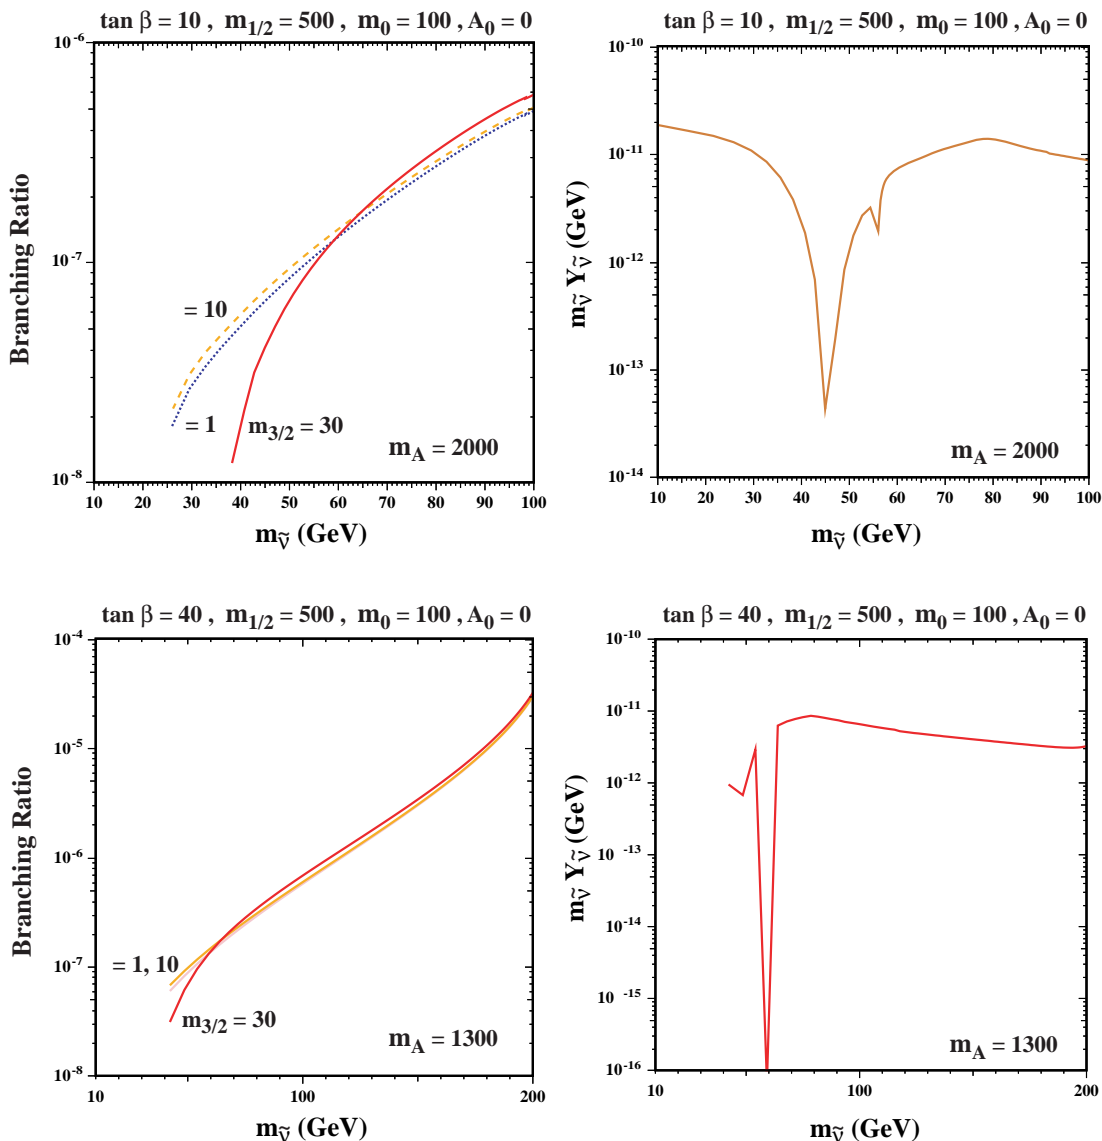 tan β = 10 , m1/2 = 500 , m0 = 100 , A0 = 0
10-6
10-7
10-8
Branching Ratio
= 10
= 1
m3/2 = 30
mA = 2000
10 20 30 40 50 60 70 80 90 100
mν̃ (GeV)
tan β = 10 , m1/2 = 500 , m0 = 100 , A0 = 0
10-10
10-11
10-12
10-13
10-14
mν̃ Yν̃ (GeV)
mA = 2000
10 20 30 40 50 60 70 80 90 100
mν̃ (GeV)
tan β = 40 , m1/2 = 500 , m0 = 100 , A0 = 0
10-4
10-5
10-6
10-7
10-8
Branching Ratio
= 1, 10
m3/2 = 30
mA = 1300
10 100 200
mν̃ (GeV)
tan β = 40 , m1/2 = 500 , m0 = 100 , A0 = 0
10-10
10-11
10-12
10-13
10-14
10 -15
10-16
mν̃ Yν̃ (GeV)
mA = 1300
10 100 200
mν̃ (GeV)